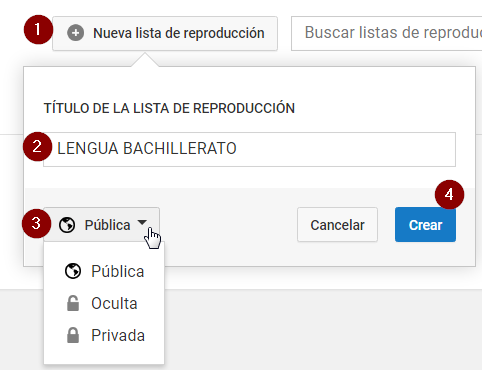 1 Nueva lista de reproducción Buscar listas de reproduc
TÍTULO DE LA LISTA DE REPRODUCCIÓN
2 LENGUA BACHILLERATO
4
3 Pública Cancelar Crear
Pública
Oculta
Privada